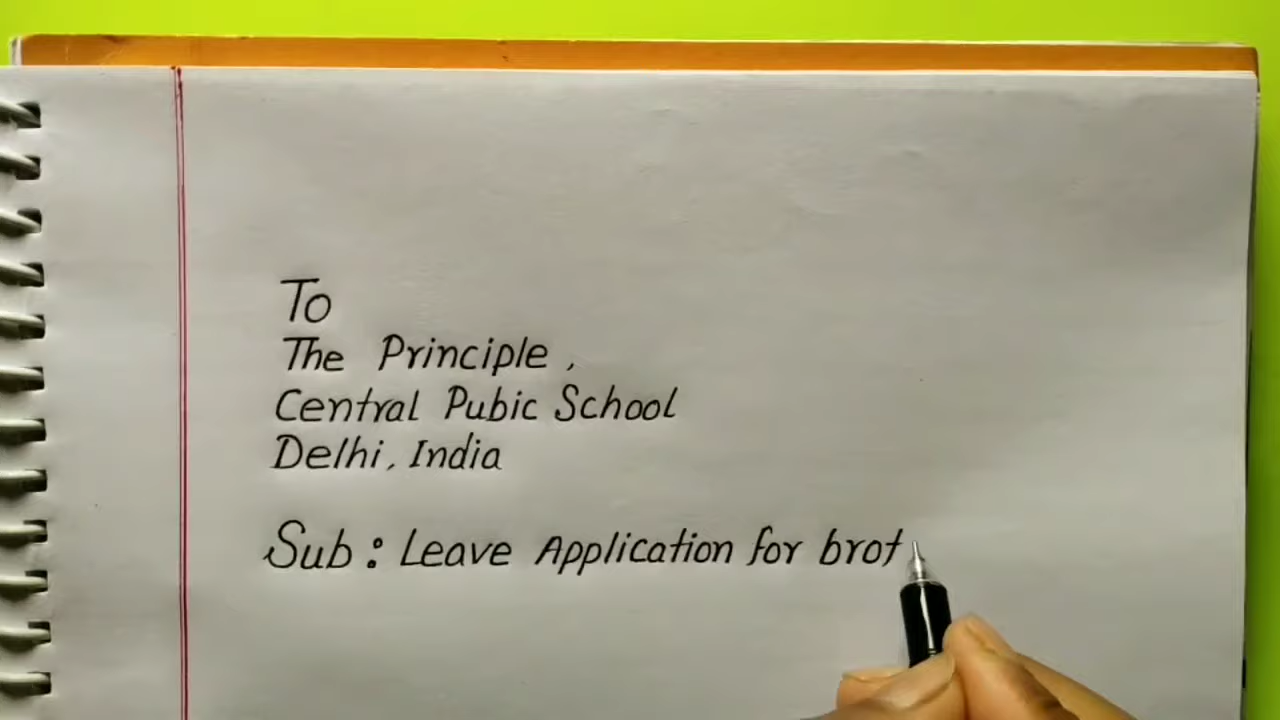 To
The Principle,
Central Pubic School
Delhi, India
Sub: Leave Application for brot